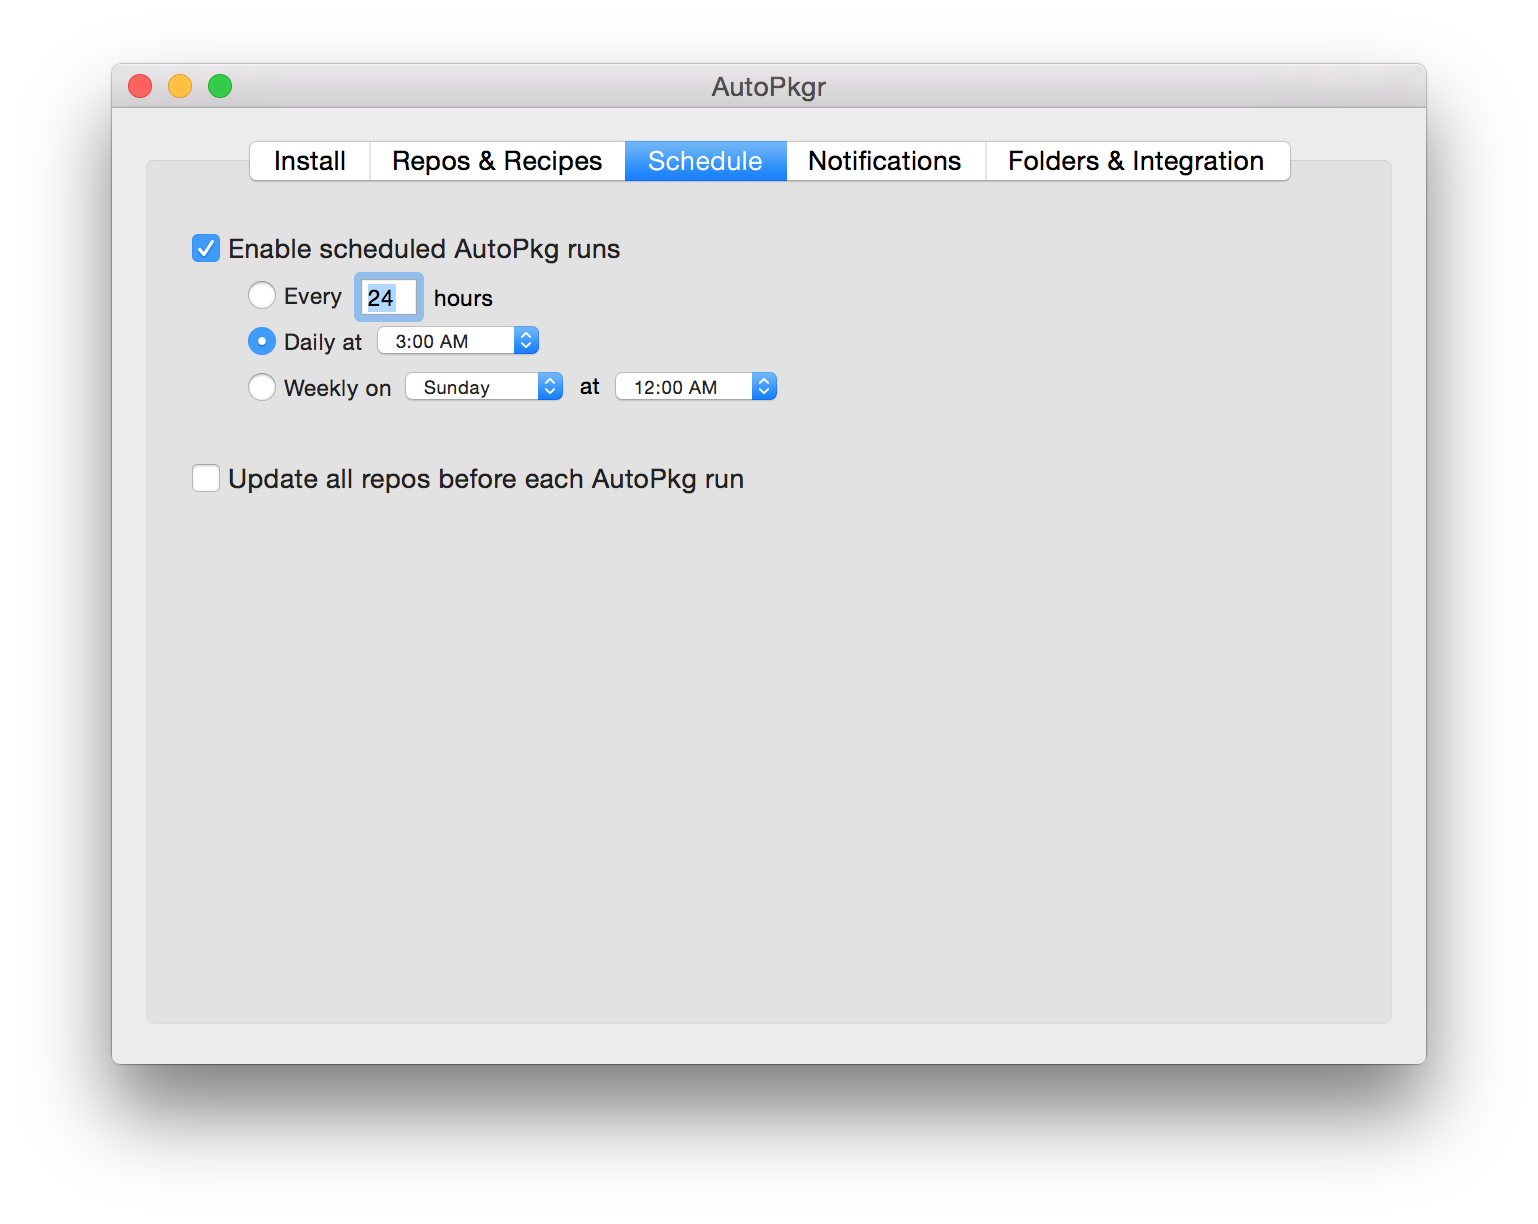 AutoPkgr
Install Repos & Recipes Schedule Notifications Folders & Integration
Enable scheduled AutoPkg runs
Every 24 hours
Daily at 3:00 AM
Weekly on Sunday at 12:00 AM
Update all repos before each AutoPkg run